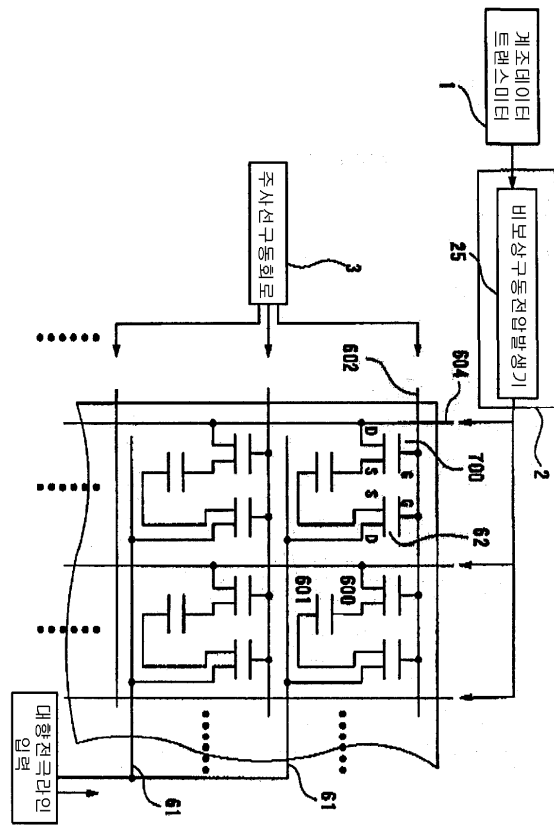 계조데이터
트랜스미터
1
비보상구동전압발생기
25
2
주사선구동회로
3
602
604
D
S
G
700
S
G
D
62
601
600
61
61
대향전극라인
입력